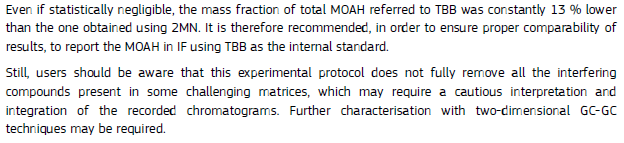 Even if statistically negligible, the mass fraction of total MOAH referred to TBB was constantly 13 % lower
than the one obtained using 2MN. It is therefore recommended, in order to ensure proper comparability of
results, to report the MOAH in IF using TBB as the internal standard.
Still, users should be aware that this experimental protocol does not fully remove all the interfering
compounds present in some challenging matrices, which may require a cautious interpretation and
integration of the recorded chromatograms. Further characterisation with two-dimensional GC-GC
techniques may be required.